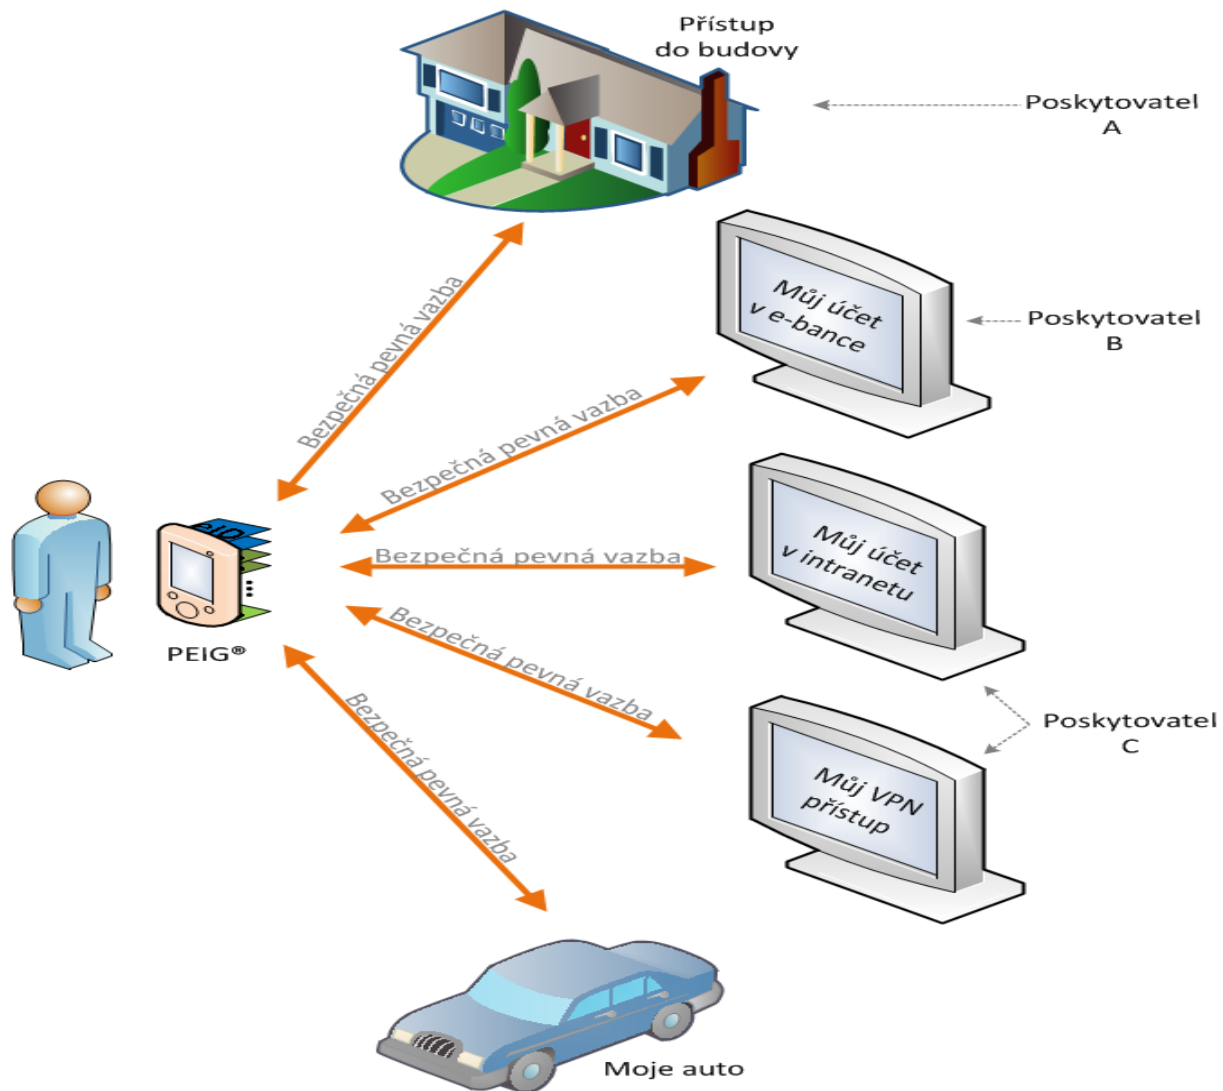 Přístup
do budovy
Poskytovatel
A
Bezpečná pevná vazba
Můj účet
v e-bance
Poskytovatel
B
Bezpečná pevná vazba
eID
Bezpečná pevná vazba
Můj účet
v intranetu
PEIG®
Bezpečná pevná vazba
Poskytovatel
C
Bezpečná pevná vazba
Můj VPN
přístup
Moje auto